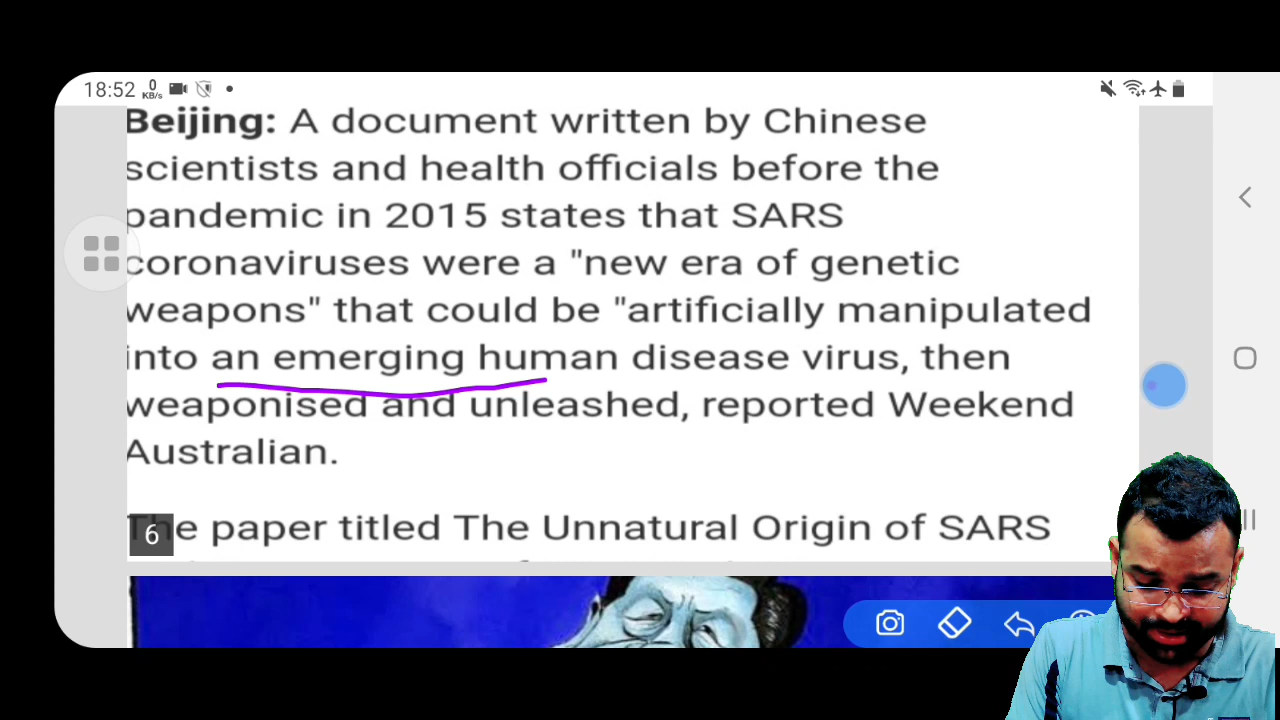 18:52 0 KB/s
Beijing: A document written by Chinese
scientists and health officials before the
pandemic in 2015 states that SARS
coronaviruses were a "new era of genetic
weapons" that could be "artificially manipulated
into an emerging human disease virus, then
weaponised and unleashed, reported Weekend
Australian.
The paper titled The Unnatural Origin of SARS
6